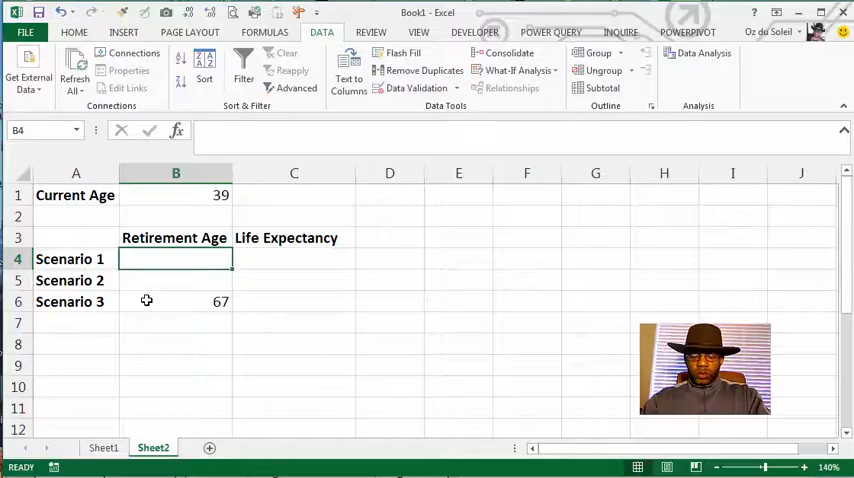 Book1 - Excel
FILE HOME INSERT PAGE LAYOUT FORMULAS DATA REVIEW VIEW DEVELOPER POWER QUERY INQUIRE POWERPIVOT Oz du Soleil
Get External Data
Refresh All
Connections
Properties
Edit Links
Connections
Sort
Filter
Clear
Reapply
Advanced
Sort & Filter
Text to Columns
Flash Fill
Remove Duplicates
Data Validation
Consolidate
What-If Analysis
Relationships
Data Tools
Group
Ungroup
Subtotal
Outline
Data Analysis
Analysis
B4
fx
A B C D E F G H I J
1 Current Age 39
2
3 Retirement Age Life Expectancy
4 Scenario 1
5 Scenario 2
6 Scenario 3 67
7
8
9
10
11
12
Sheet1 Sheet2
READY 140%